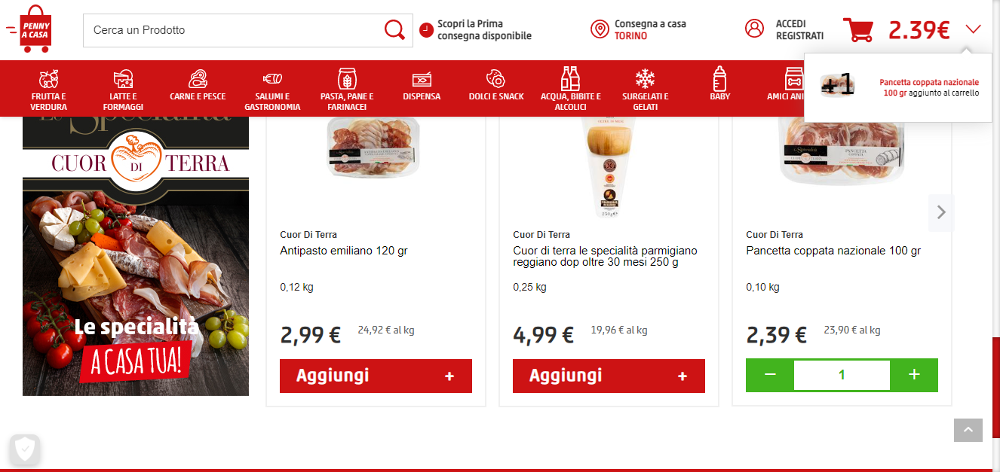 PENNY
A CASA
Cerca un Prodotto
Scopri la Prima
consegna disponibile
Consegna a casa
TORINO
ACCEDI
REGISTRATI
2.39€
+1
Pancetta coppata nazionale
100 gr aggiunto al carrello
FRUTTA E
VERDURA
LATTE E
FORMAGGI
CARNE E PESCE
SALUMI E
GASTRONOMIA
PASTA, PANE E
FARINACEI
DISPENSA
DOLCI E SNACK
ACQUA, BIBITE E
ALCOLICI
SURGELATI E
GELATI
BABY
AMICI ANI
Le Specialità
CUOR DI TERRA
Le specialità
A CASA TUA!
Cuor Di Terra
Antipasto emiliano 120 gr
0,12 kg
2,99 €
24,92 € al kg
Aggiungi +
250g℮
Cuor Di Terra
Cuor di terra le specialità parmigiano
reggiano dop oltre 30 mesi 250 g
0,25 kg
4,99 €
19,96 € al kg
Aggiungi +
PANCETTA
COPPATA
Cuor Di Terra
Pancetta coppata nazionale 100 gr
0,10 kg
2,39 €
23,90 € al kg
− 1 +